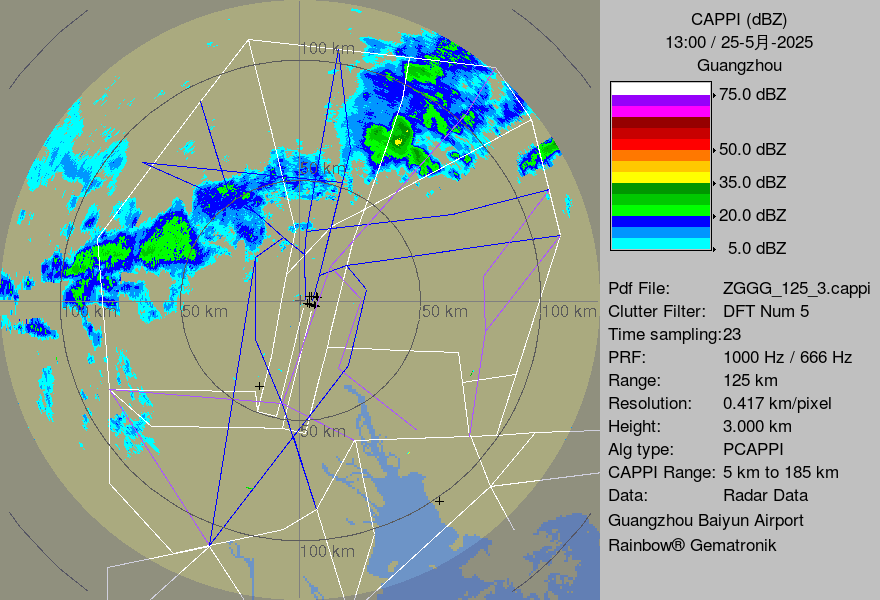 CAPPI (dBZ)
13:00 / 25-5月-2025
Guangzhou
75.0 dBZ
50.0 dBZ
35.0 dBZ
20.0 dBZ
5.0 dBZ
Pdf File: ZGGG_125_3.cappi
Clutter Filter: DFT Num 5
Time sampling:23
PRF: 1000 Hz / 666 Hz
Range: 125 km
Resolution: 0.417 km/pixel
Height: 3.000 km
Alg type: PCAPPI
CAPPI Range: 5 km to 185 km
Data: Radar Data
Guangzhou Baiyun Airport
Rainbow® Gematronik
100 km
50 km
100 km
50 km
50 km
100 km
50 km
100 km